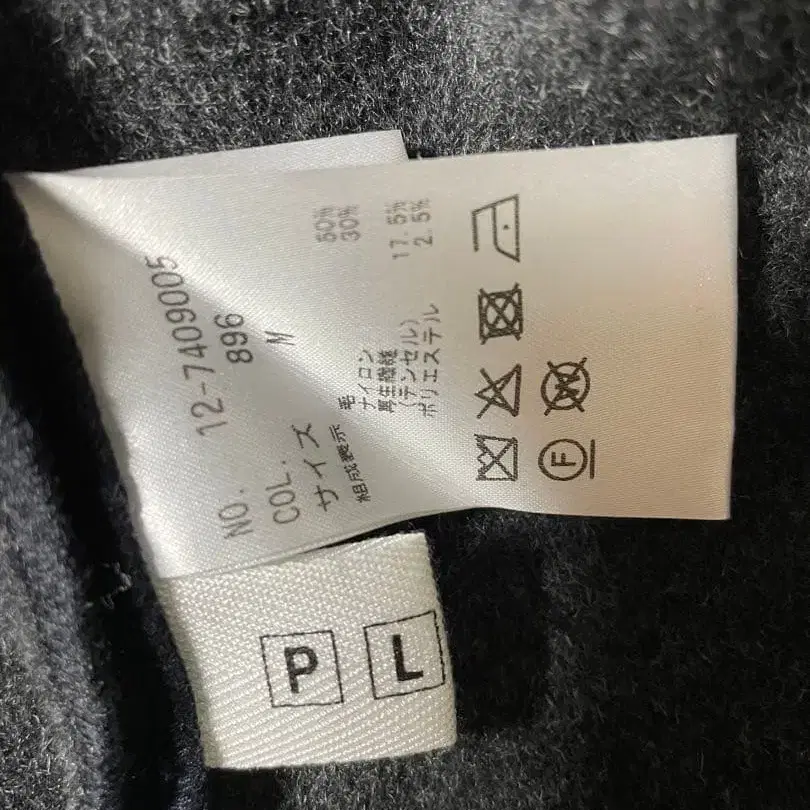 NO. 12-7409005
COL. 896
サイズ M
組成表示
毛 50%
ナイロン 30%
再生繊維
(テンセル) 17.5%
ポリエステル 2.5%
F
W
P L